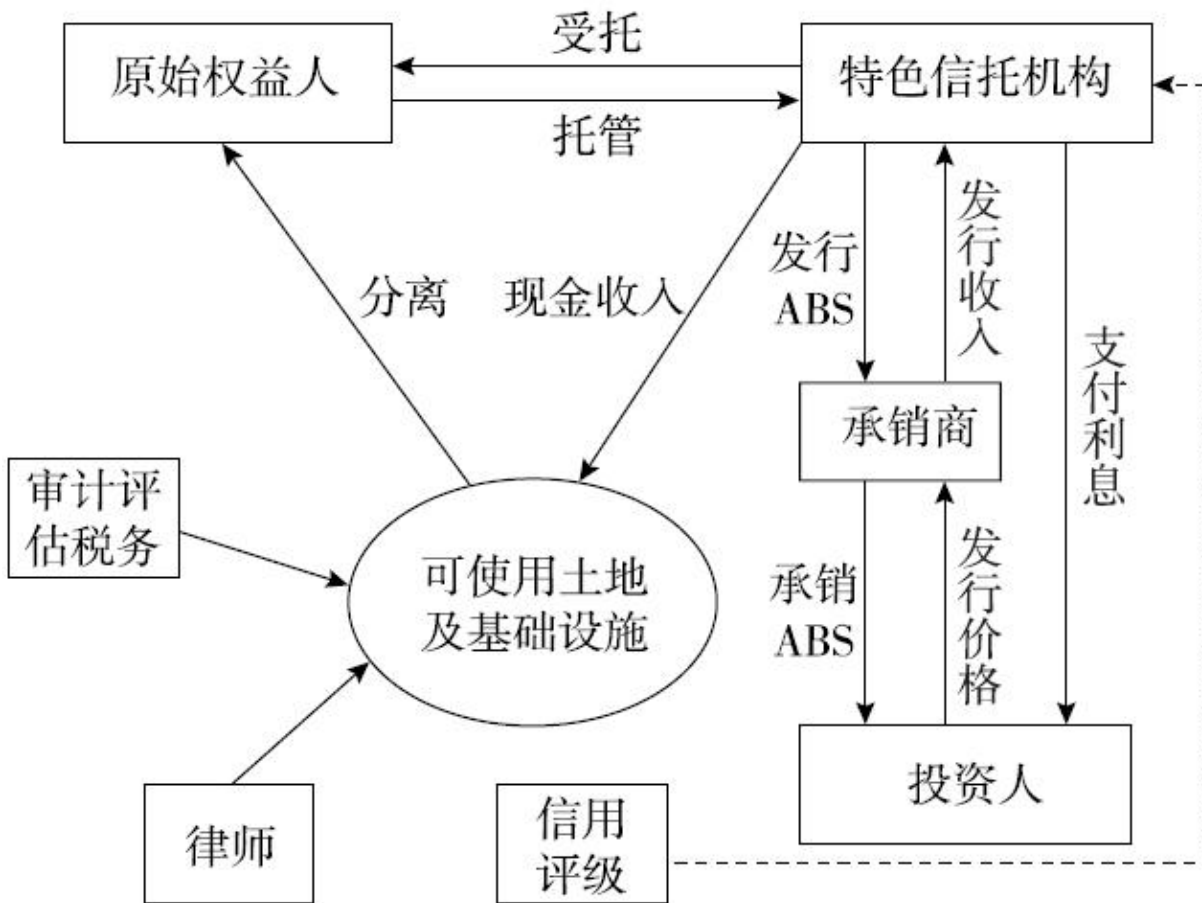 原始权益人
受托
托管
特色信托机构
分离
现金收入
发行
ABS
发行收入
支付利息
承销商
审计评
估税务
可使用土地
及基础设施
承销
ABS
发行价格
律师
信用
评级
投资人